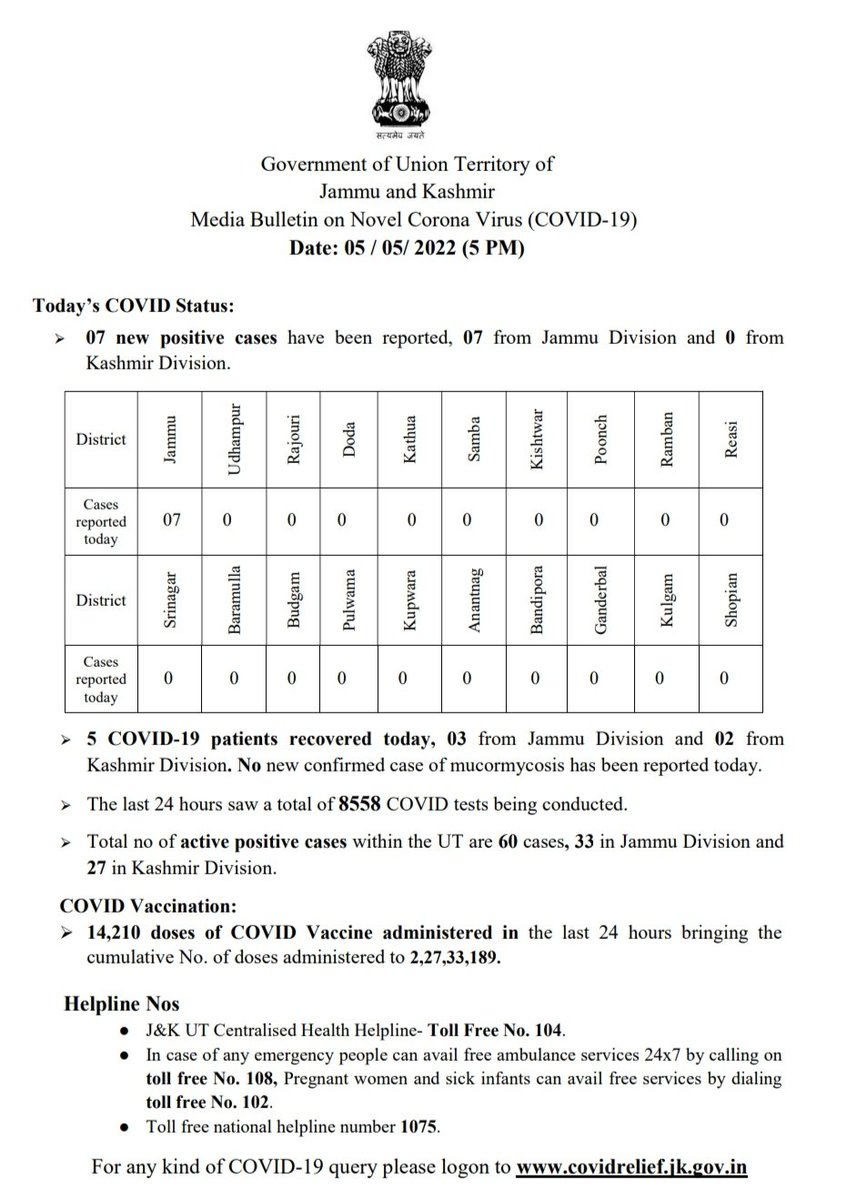 सत्यमेव जयते
Government of Union Territory of
Jammu and Kashmir
Media Bulletin on Novel Corona Virus (COVID-19)
Date: 05 / 05/ 2022 (5 PM)
Today’s COVID Status:
➢ 07 new positive cases have been reported, 07 from Jammu Division and 0 from
Kashmir Division.
District Jammu Udhampur Rajouri Doda Kathua Samba Kishtwar Poonch Ramban Reasi
Cases
reported
today
07 0 0 0 0 0 0 0 0 0
District Srinagar Baramulla Budgam Pulwama Kupwara Anantnag Bandipora Ganderbal Kulgam Shopian
Cases
reported
today
0 0 0 0 0 0 0 0 0 0
➢ 5 COVID-19 patients recovered today, 03 from Jammu Division and 02 from
Kashmir Division. No new confirmed case of mucormycosis has been reported today.
➢ The last 24 hours saw a total of 8558 COVID tests being conducted.
➢ Total no of active positive cases within the UT are 60 cases, 33 in Jammu Division and
27 in Kashmir Division.
COVID Vaccination:
➢ 14,210 doses of COVID Vaccine administered in the last 24 hours bringing the
cumulative No. of doses administered to 2,27,33,189.
Helpline Nos
● J&K UT Centralised Health Helpline- Toll Free No. 104.
● In case of any emergency people can avail free ambulance services 24x7 by calling on
toll free No. 108, Pregnant women and sick infants can avail free services by dialing
toll free No. 102.
● Toll free national helpline number 1075.
For any kind of COVID-19 query please logon to www.covidrelief.jk.gov.in